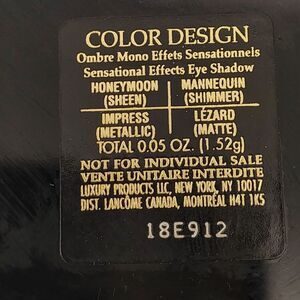 COLOR DESIGN
Ombre Mono Effets Sensationnels
Sensational Effects Eye Shadow
HONEYMOON MANNEQUIN
(SHEEN) (SHIMMER)
IMPRESS LÉZARD
(METALLIC) (MATTE)
TOTAL 0.05 OZ. (1.52g)
NOT FOR INDIVIDUAL SALE
VENTE UNITAIRE INTERDITE
LUXURY PRODUCTS LLC, NEW YORK, NY 10017
DIST. LANCÔME CANADA, MONTRÉAL H4T 1K5
18E912